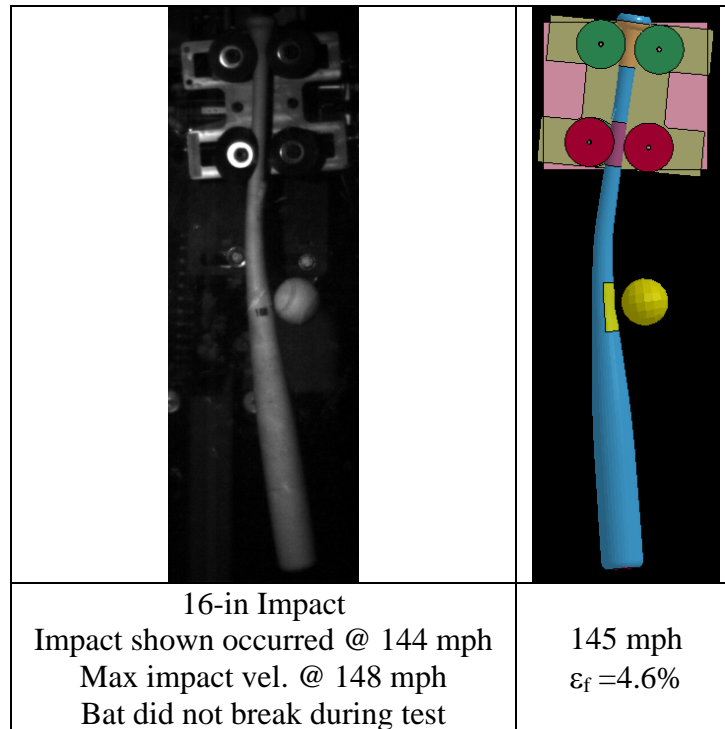 16-in Impact
Impact shown occurred @ 144 mph
Max impact vel. @ 148 mph
Bat did not break during test
145 mph
εf =4.6%